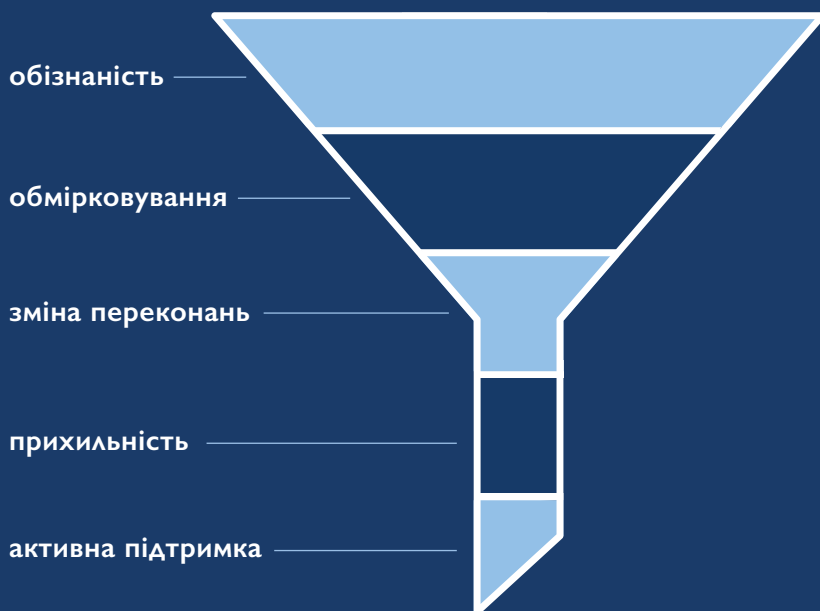 обізнаність
обмірковування
зміна переконань
прихильність
активна підтримка